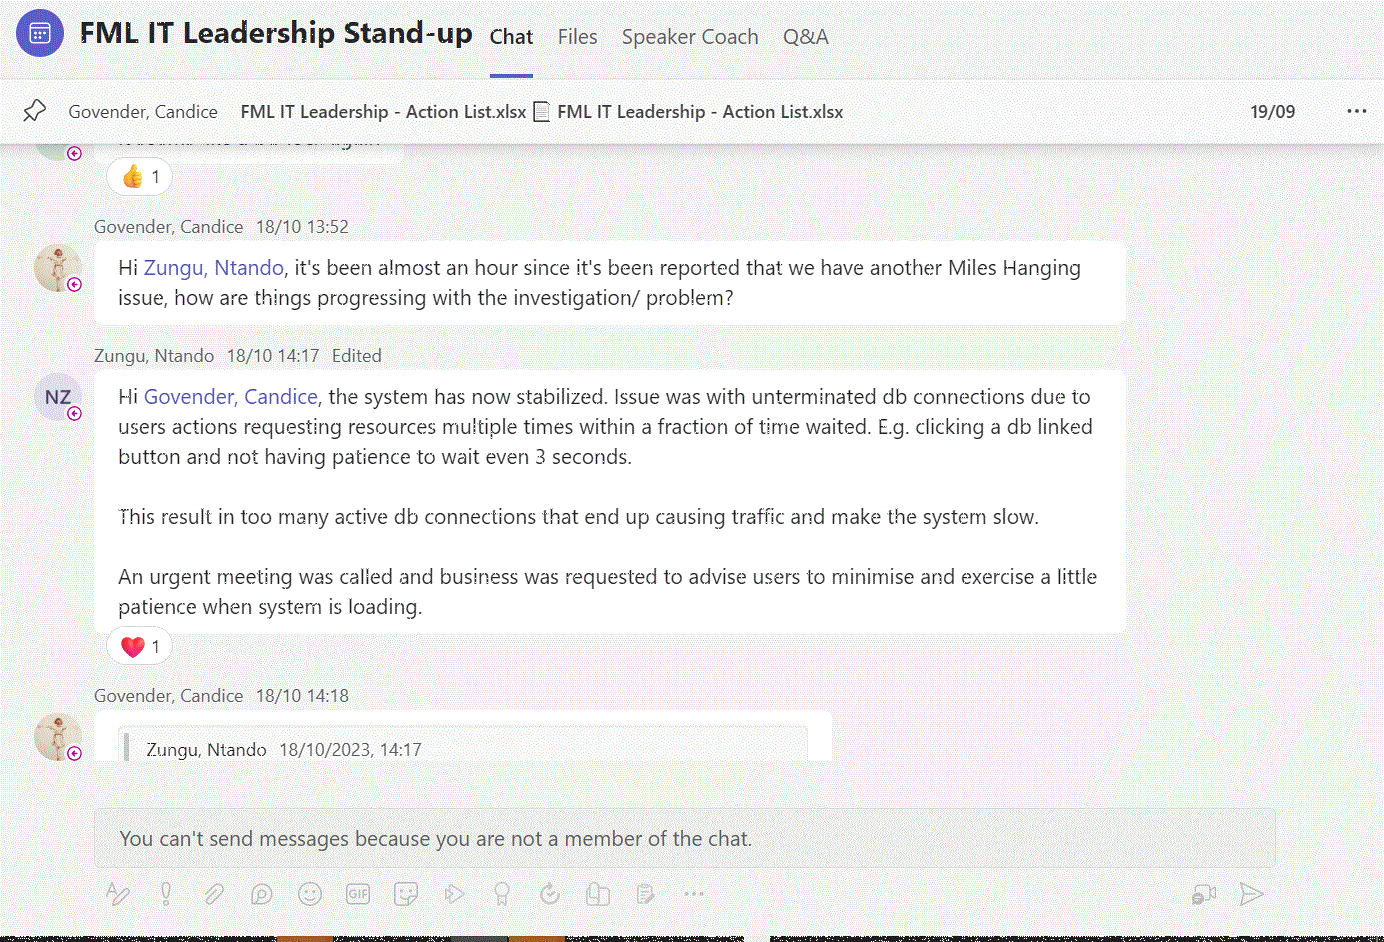 FML IT Leadership Stand-up Chat Files Speaker Coach Q&A
Govender, Candice FML IT Leadership - Action List.xlsx FML IT Leadership - Action List.xlsx 19/09
1
Govender, Candice 18/10 13:52
Hi Zungu, Ntando, it's been almost an hour since it's been reported that we have another Miles Hanging
issue, how are things progressing with the investigation/ problem?
Zungu, Ntando 18/10 14:17 Edited
NZ
Hi Govender, Candice, the system has now stabilized. Issue was with unterminated db connections due to
users actions requesting resources multiple times within a fraction of time waited. E.g. clicking a db linked
button and not having patience to wait even 3 seconds.
This result in too many active db connections that end up causing traffic and make the system slow.
An urgent meeting was called and business was requested to advise users to minimise and exercise a little
patience when system is loading.
1
Govender, Candice 18/10 14:18
Zungu, Ntando 18/10/2023, 14:17
You can't send messages because you are not a member of the chat.
GIF